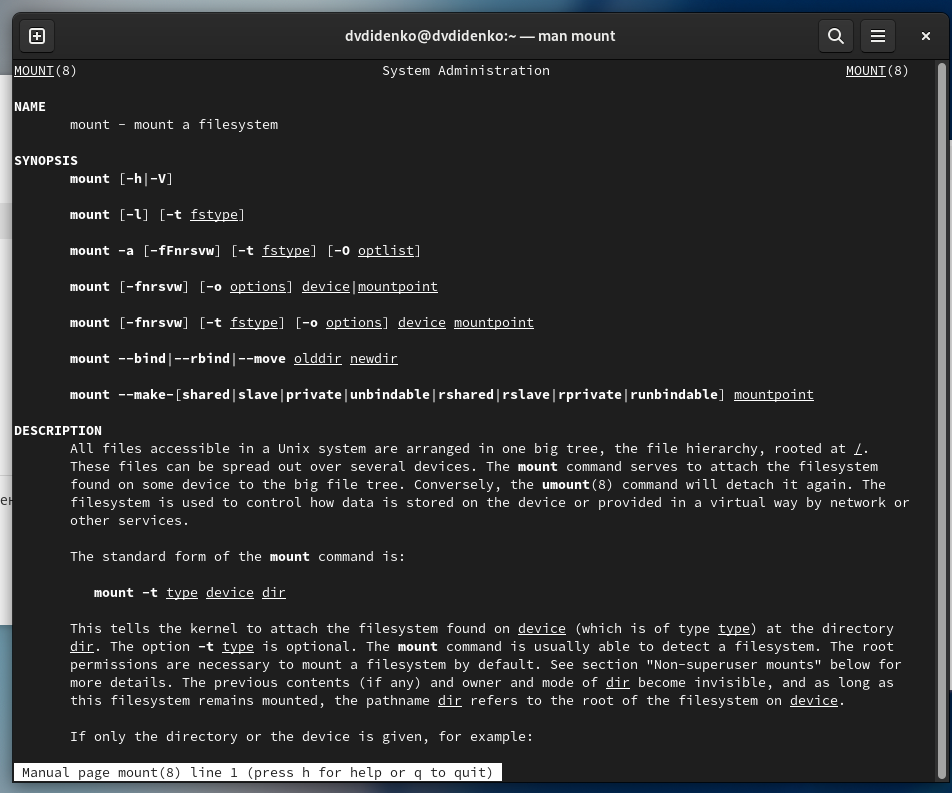 dvdidenko@dvdidenko:~ — man mount
MOUNT(8) System Administration MOUNT(8)
NAME
mount - mount a filesystem
SYNOPSIS
mount [-h|-V]
mount [-l] [-t fstype]
mount -a [-fFnrsvw] [-t fstype] [-O optlist]
mount [-fnrsvw] [-o options] device|mountpoint
mount [-fnrsvw] [-t fstype] [-o options] device mountpoint
mount --bind|--rbind|--move olddir newdir
mount --make-[shared|slave|private|unbindable|rshared|rslave|rprivate|runbindable] mountpoint
DESCRIPTION
All files accessible in a Unix system are arranged in one big tree, the file hierarchy, rooted at /.
These files can be spread out over several devices. The mount command serves to attach the filesystem
found on some device to the big file tree. Conversely, the umount(8) command will detach it again. The
filesystem is used to control how data is stored on the device or provided in a virtual way by network or
other services.
The standard form of the mount command is:
mount -t type device dir
This tells the kernel to attach the filesystem found on device (which is of type type) at the directory
dir. The option -t type is optional. The mount command is usually able to detect a filesystem. The root
permissions are necessary to mount a filesystem by default. See section "Non-superuser mounts" below for
more details. The previous contents (if any) and owner and mode of dir become invisible, and as long as
this filesystem remains mounted, the pathname dir refers to the root of the filesystem on device.
If only the directory or the device is given, for example:
Manual page mount(8) line 1 (press h for help or q to quit)